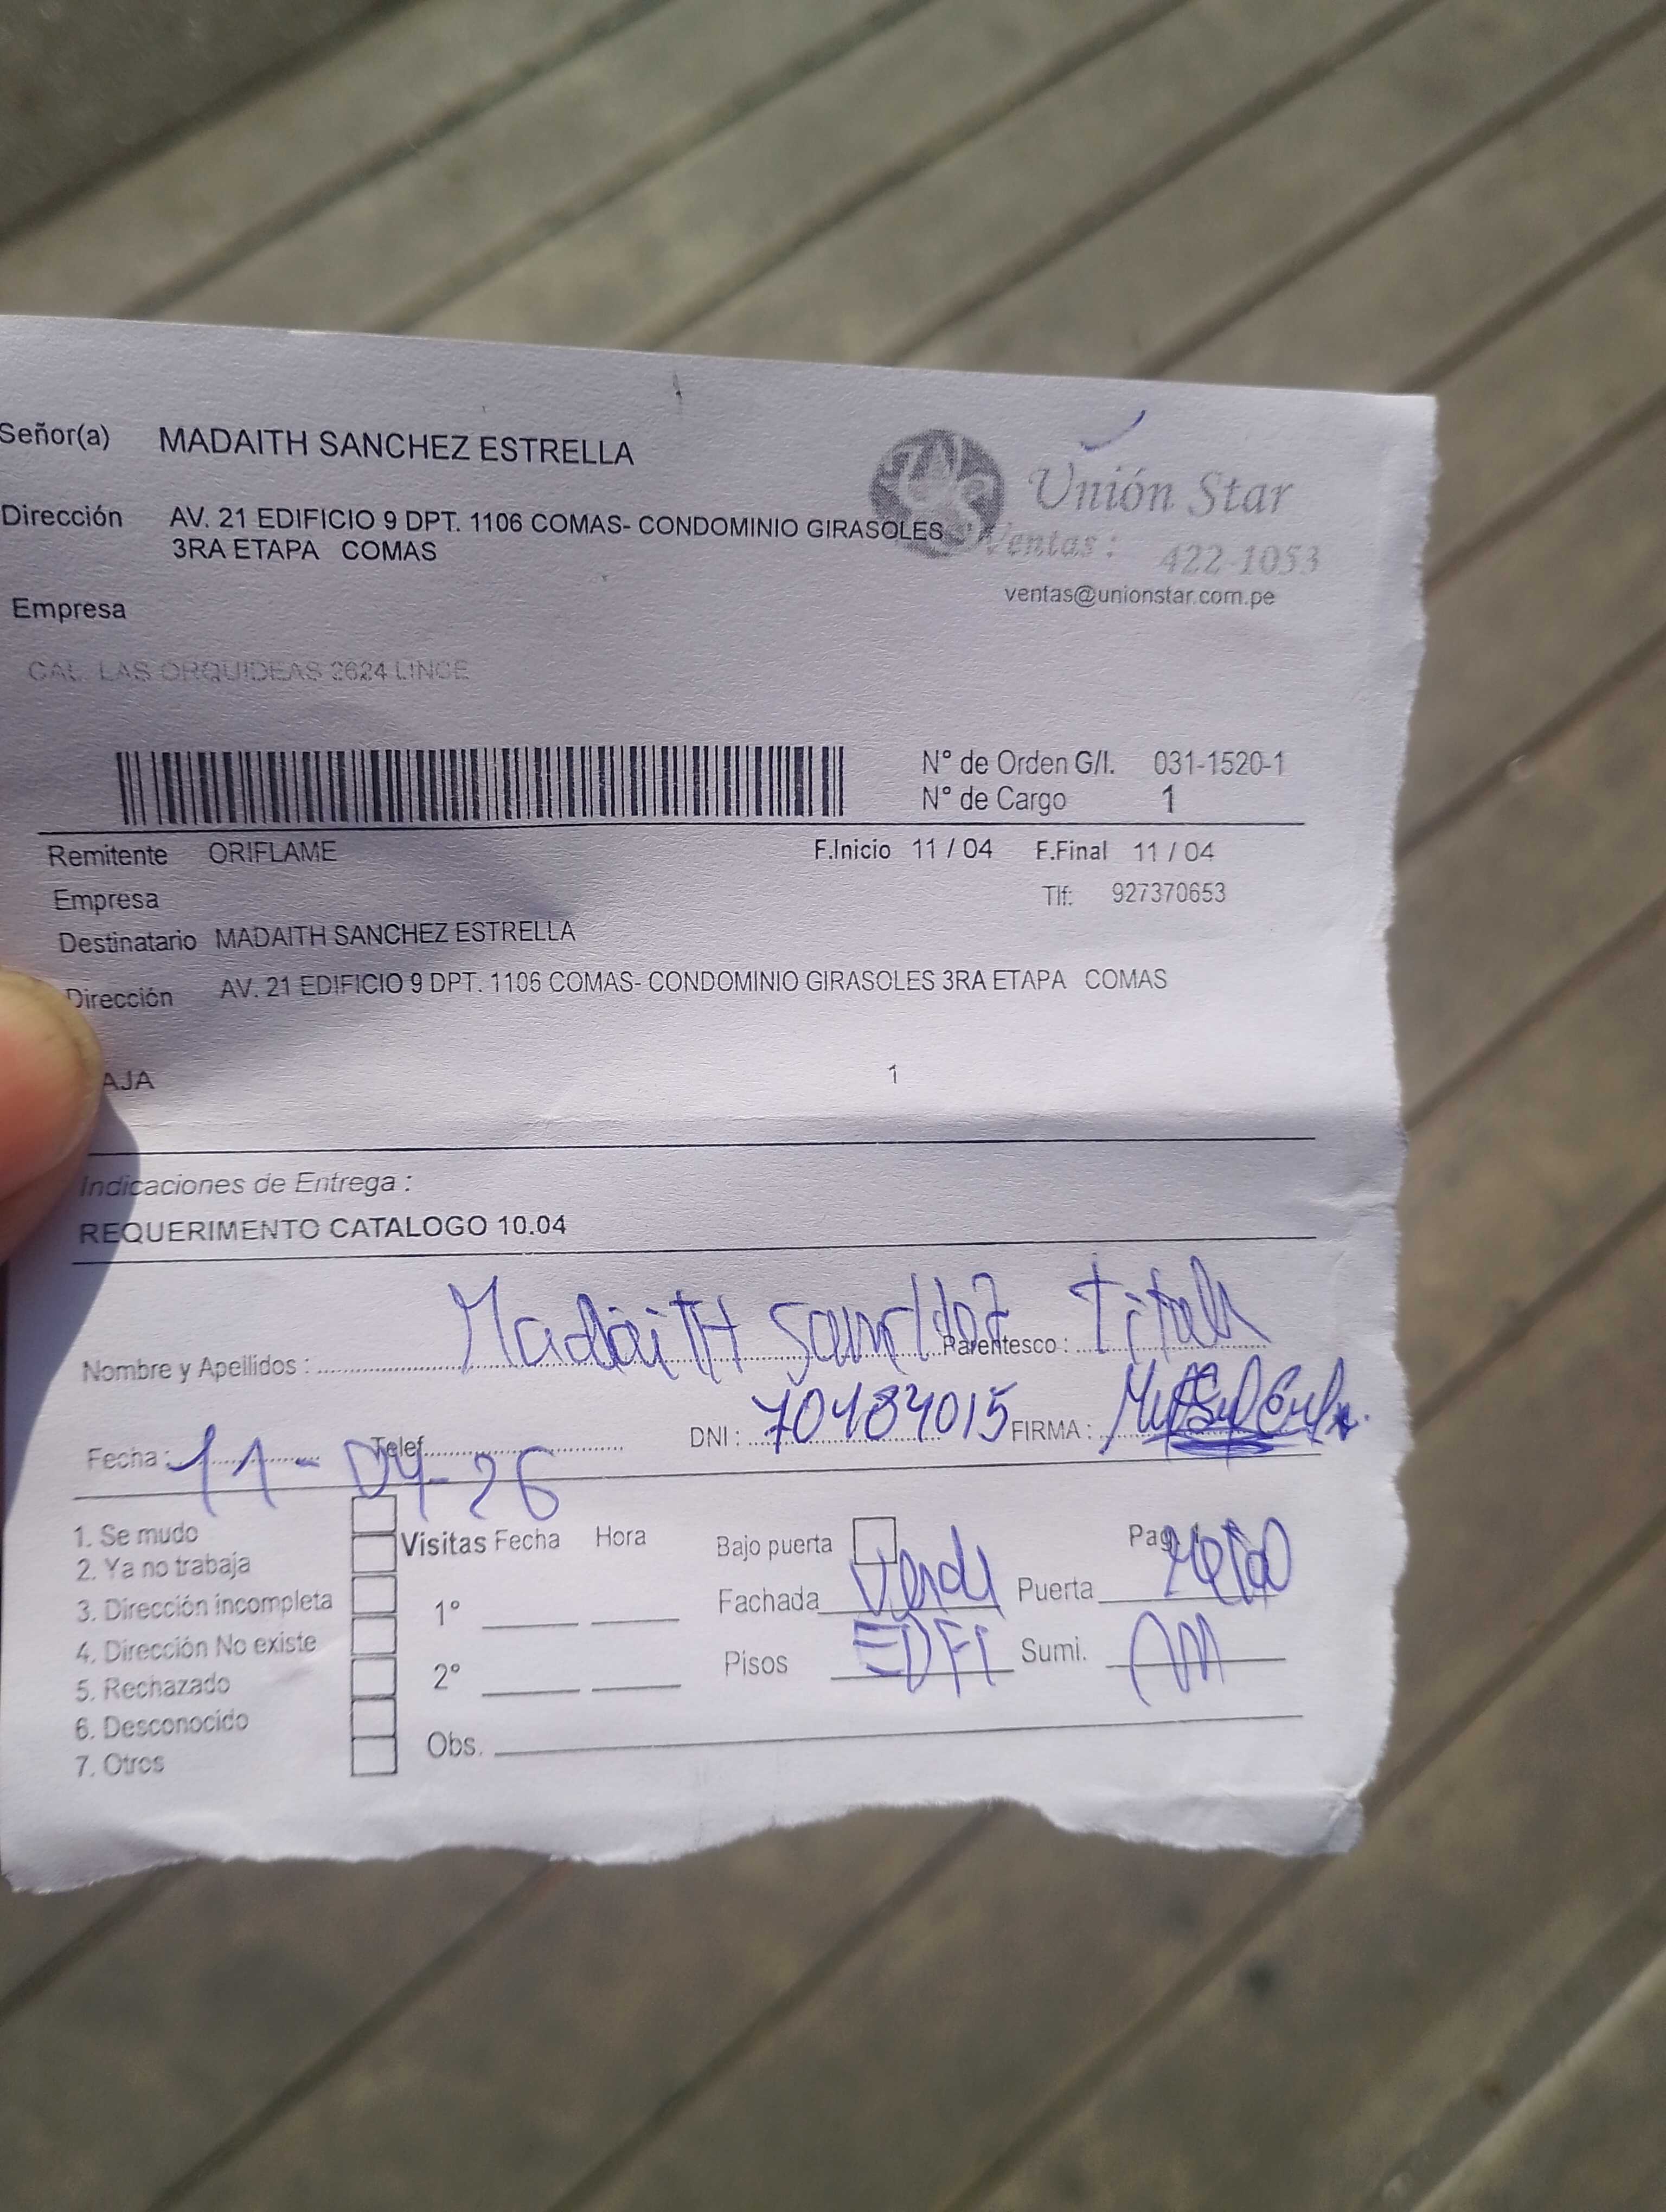 Señor(a) MADAITH SANCHEZ ESTRELLA
Dirección AV. 21 EDIFICIO 9 DPT. 1106 COMAS- CONDOMINIO GIRASOLES
3RA ETAPA COMAS
Unión Star
Ventas : 422-1053
ventas@unionstar.com.pe
Empresa
CAL. LAS ORQUIDEAS 2624 LINCE
N° de Orden G/I. 031-1520-1
N° de Cargo 1
Remitente ORIFLAME F.Inicio 11 / 04 F.Final 11 / 04
Empresa Tlf: 927370653
Destinatario MADAITH SANCHEZ ESTRELLA
Dirección AV. 21 EDIFICIO 9 DPT. 1106 COMAS- CONDOMINIO GIRASOLES 3RA ETAPA COMAS
AJA 1
Indicaciones de Entrega :
REQUERIMENTO CATALOGO 10.04
Nombre y Apellidos : MadaiTH Sanchez Parentesco :
Fecha : 11-04-26 Telef. DNI : 70484015 FIRMA :
1. Se mudo
2. Ya no trabaja
3. Dirección incompleta
4. Dirección No existe
5. Rechazado
6. Desconocido
7. Otros
Visitas Fecha Hora
1°
2°
Obs.
Bajo puerta Pag
Fachada Verde Puerta
Pisos EDFI Sumi.